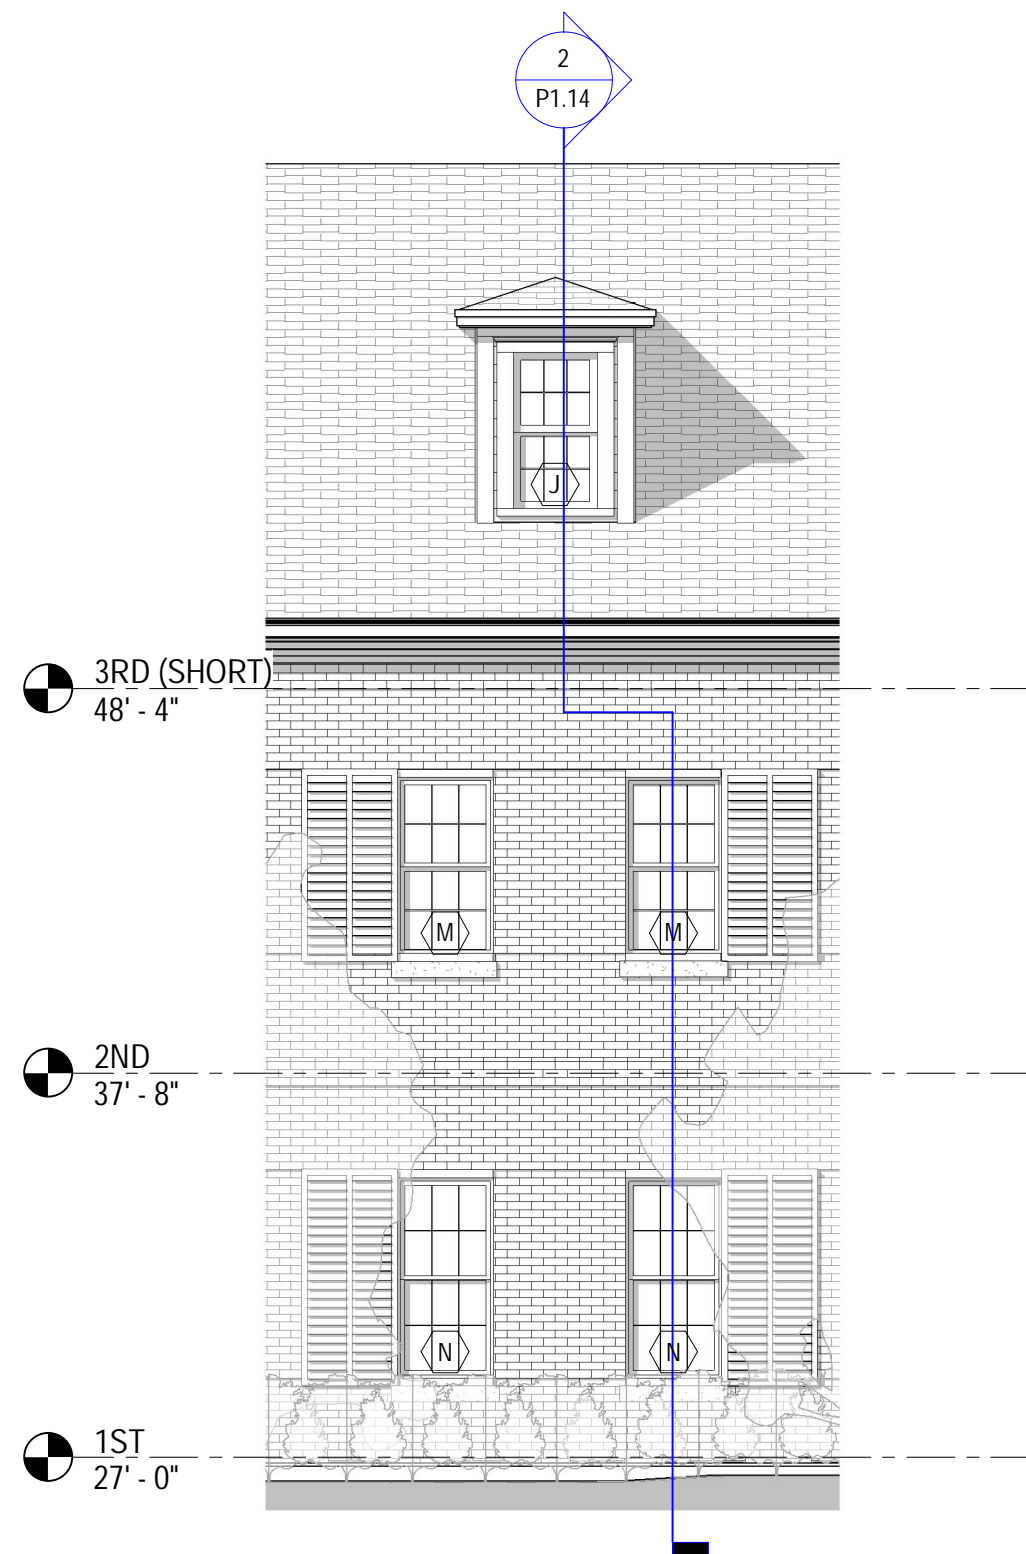 2
P1.14
J
3RD (SHORT)
48' - 4"
M
M
2ND
37' - 8"
N
N
1ST
27' - 0"